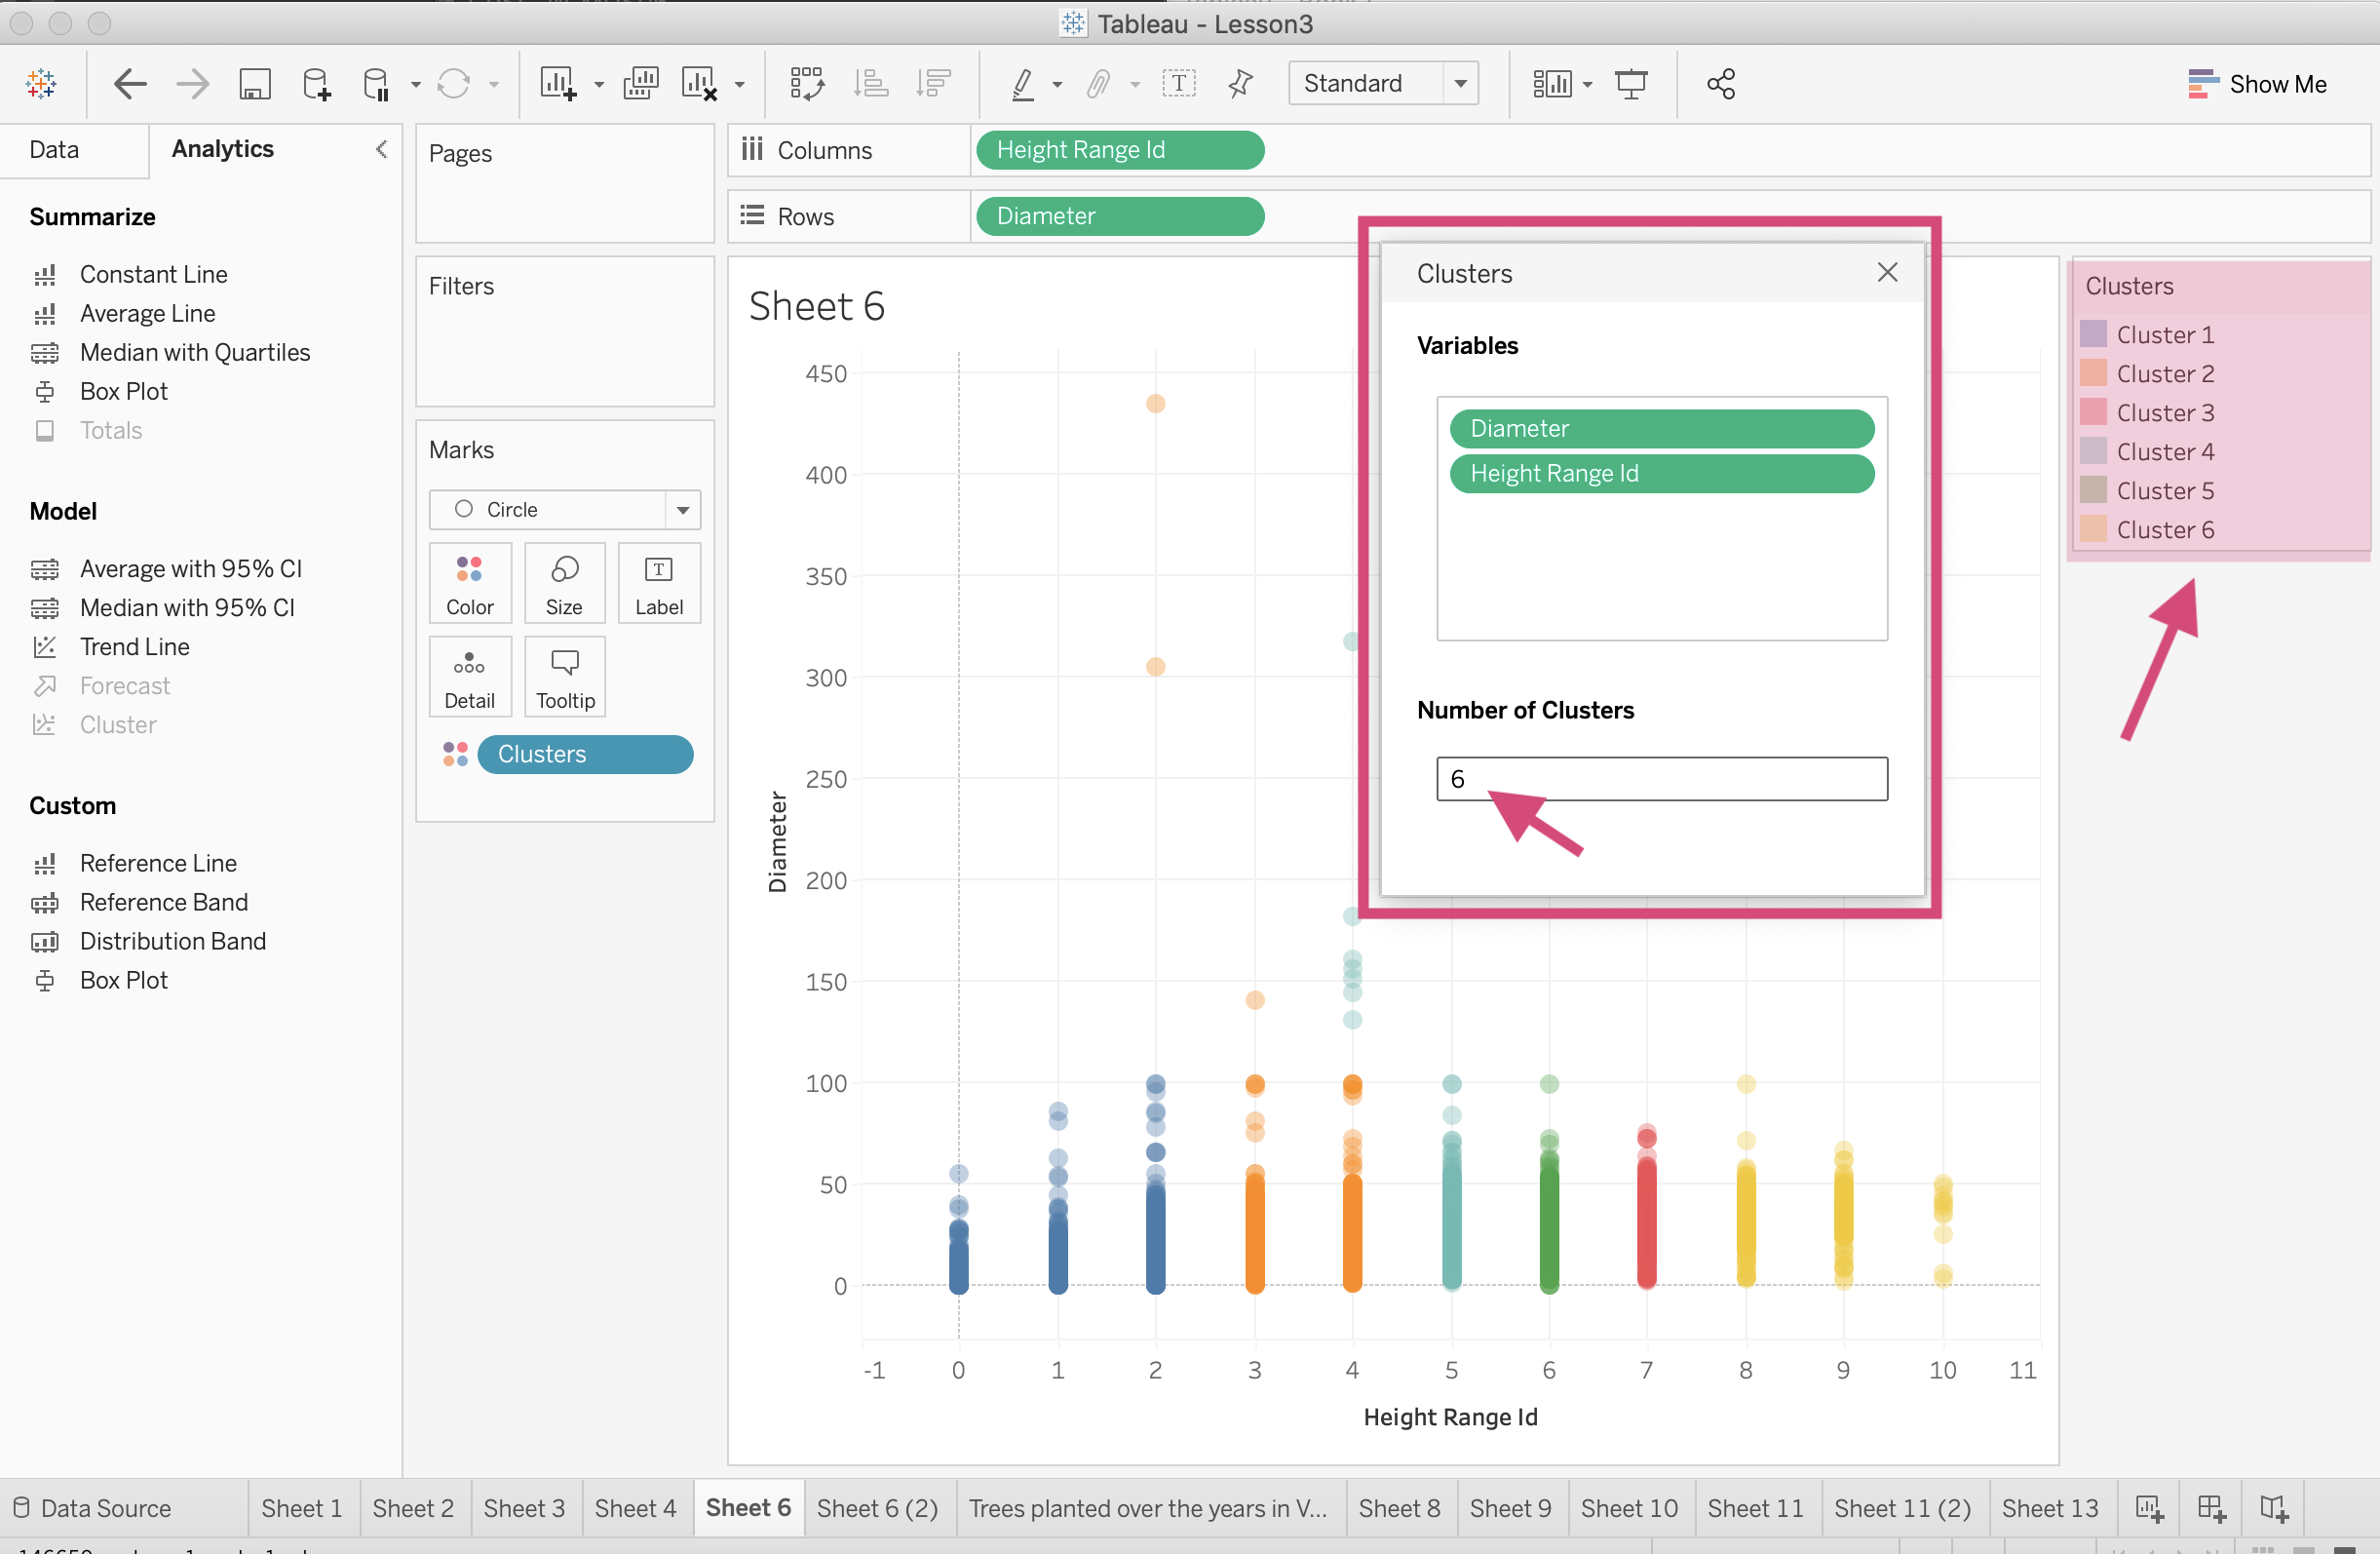 Tableau - Lesson3
Standard
Show Me
Data
Analytics
Summarize
Constant Line
Average Line
Median with Quartiles
Box Plot
Totals
Model
Average with 95% CI
Median with 95% CI
Trend Line
Forecast
Cluster
Custom
Reference Line
Reference Band
Distribution Band
Box Plot
Pages
Filters
Marks
Circle
Color
Size
Label
Detail
Tooltip
Clusters
Columns
Height Range Id
Rows
Diameter
Sheet 6
450
400
350
300
250
200
150
100
50
0
Diameter
-1 0 1 2 3 4 5 6 7 8 9 10 11
Height Range Id
Clusters
Variables
Diameter
Height Range Id
Number of Clusters
6
Clusters
Cluster 1
Cluster 2
Cluster 3
Cluster 4
Cluster 5
Cluster 6
Data Source Sheet 1 Sheet 2 Sheet 3 Sheet 4 Sheet 6 Sheet 6 (2) Trees planted over the years in V... Sheet 8 Sheet 9 Sheet 10 Sheet 11 Sheet 11 (2) Sheet 13